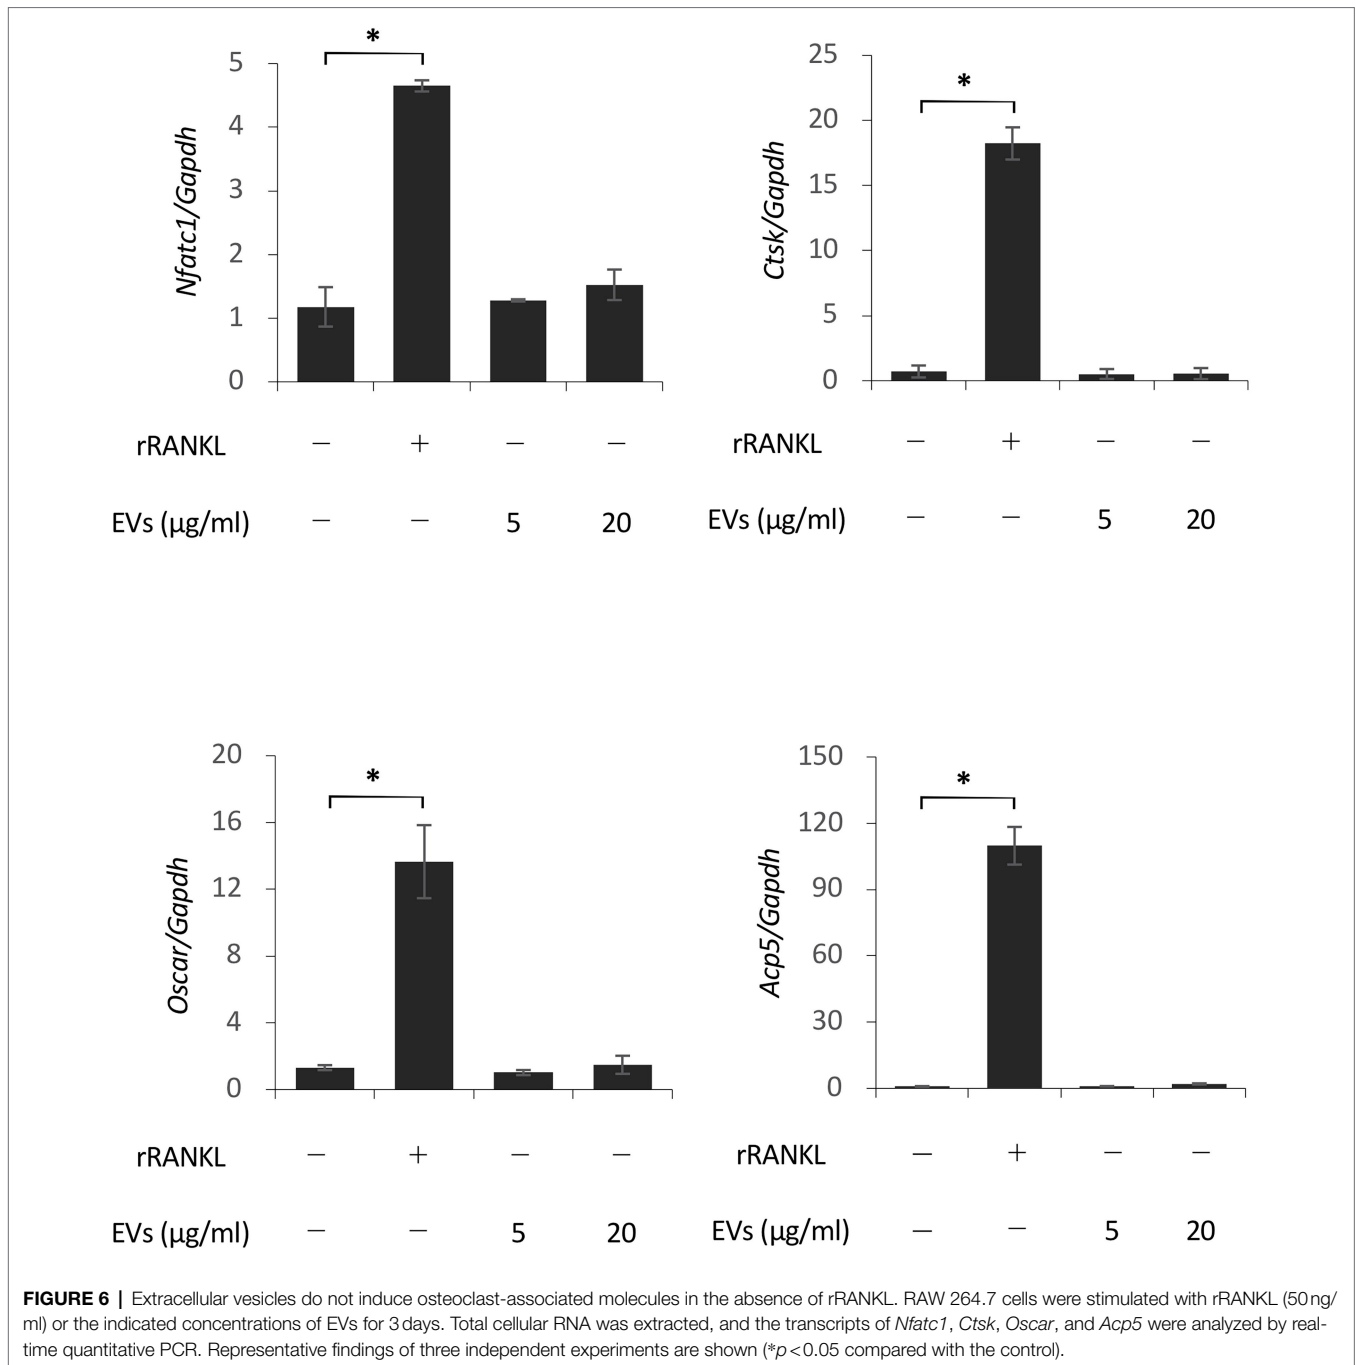 *
5
4
3
2
1
0
Nfatc1/Gapdh
rRANKL − + − −
EVs (µg/ml) − − 5 20
*
25
20
15
10
5
0
Ctsk/Gapdh
rRANKL − + − −
EVs (µg/ml) − − 5 20
*
20
16
12
8
4
0
Oscar/Gapdh
rRANKL − + − −
EVs (µg/ml) − − 5 20
*
150
120
90
60
30
0
Acp5/Gapdh
rRANKL − + − −
EVs (µg/ml) − − 5 20
FIGURE 6 | Extracellular vesicles do not induce osteoclast-associated molecules in the absence of rRANKL. RAW 264.7 cells were stimulated with rRANKL (50 ng/
ml) or the indicated concentrations of EVs for 3 days. Total cellular RNA was extracted, and the transcripts of Nfatc1, Ctsk, Oscar, and Acp5 were analyzed by real-
time quantitative PCR. Representative findings of three independent experiments are shown (*p < 0.05 compared with the control).